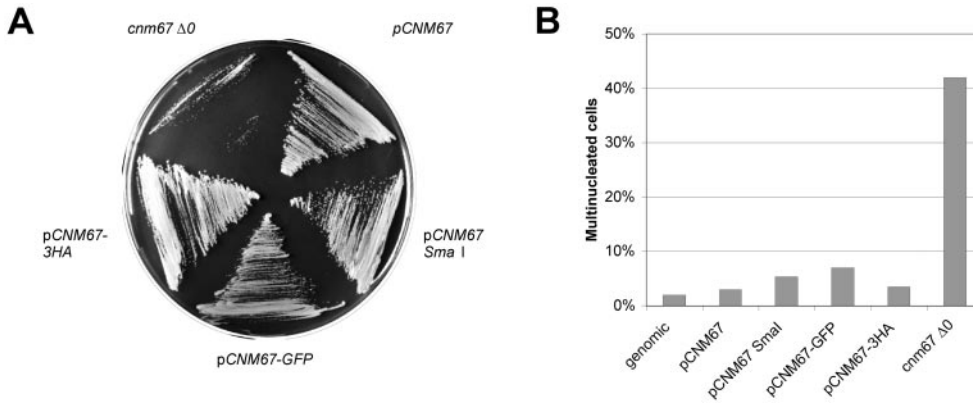 A
cnm67 Δ0
pCNM67
pCNM67-
3HA
pCNM67
Sma I
pCNM67-GFP
B
50%
40%
30%
20%
10%
0%
Multinucleated cells
genomic
pCNM67
pCNM67 SmaI
pCNM67-GFP
pCNM67-3HA
cnm67 Δ0